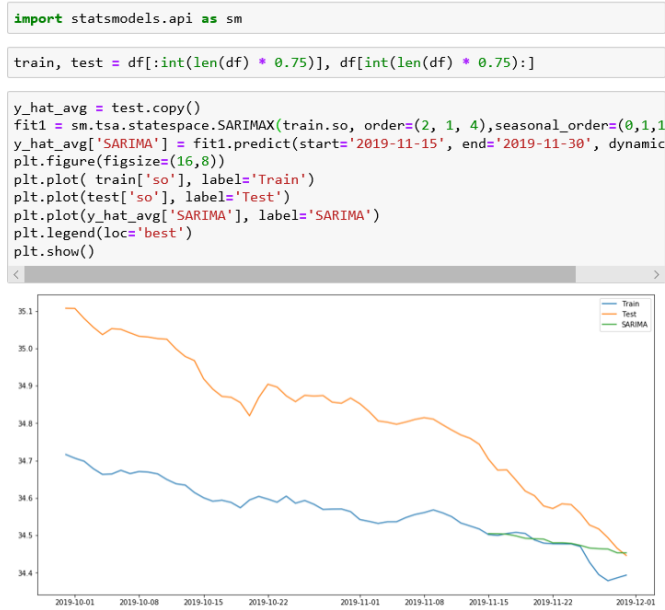 import statsmodels.api as sm
train, test = df[:int(len(df) * 0.75)], df[int(len(df) * 0.75):]
y_hat_avg = test.copy()
fit1 = sm.tsa.statespace.SARIMAX(train.so, order=(2, 1, 4),seasonal_order=(0,1,1
y_hat_avg['SARIMA'] = fit1.predict(start='2019-11-15', end='2019-11-30', dynamic
plt.figure(figsize=(16,8))
plt.plot( train['so'], label='Train')
plt.plot(test['so'], label='Test')
plt.plot(y_hat_avg['SARIMA'], label='SARIMA')
plt.legend(loc='best')
plt.show()
Train
Test
SARIMA
35.1
35.0
34.9
34.8
34.7
34.6
34.5
34.4
2019-10-01 2019-10-08 2019-10-15 2019-10-22 2019-11-01 2019-11-08 2019-11-15 2019-11-22 2019-12-01